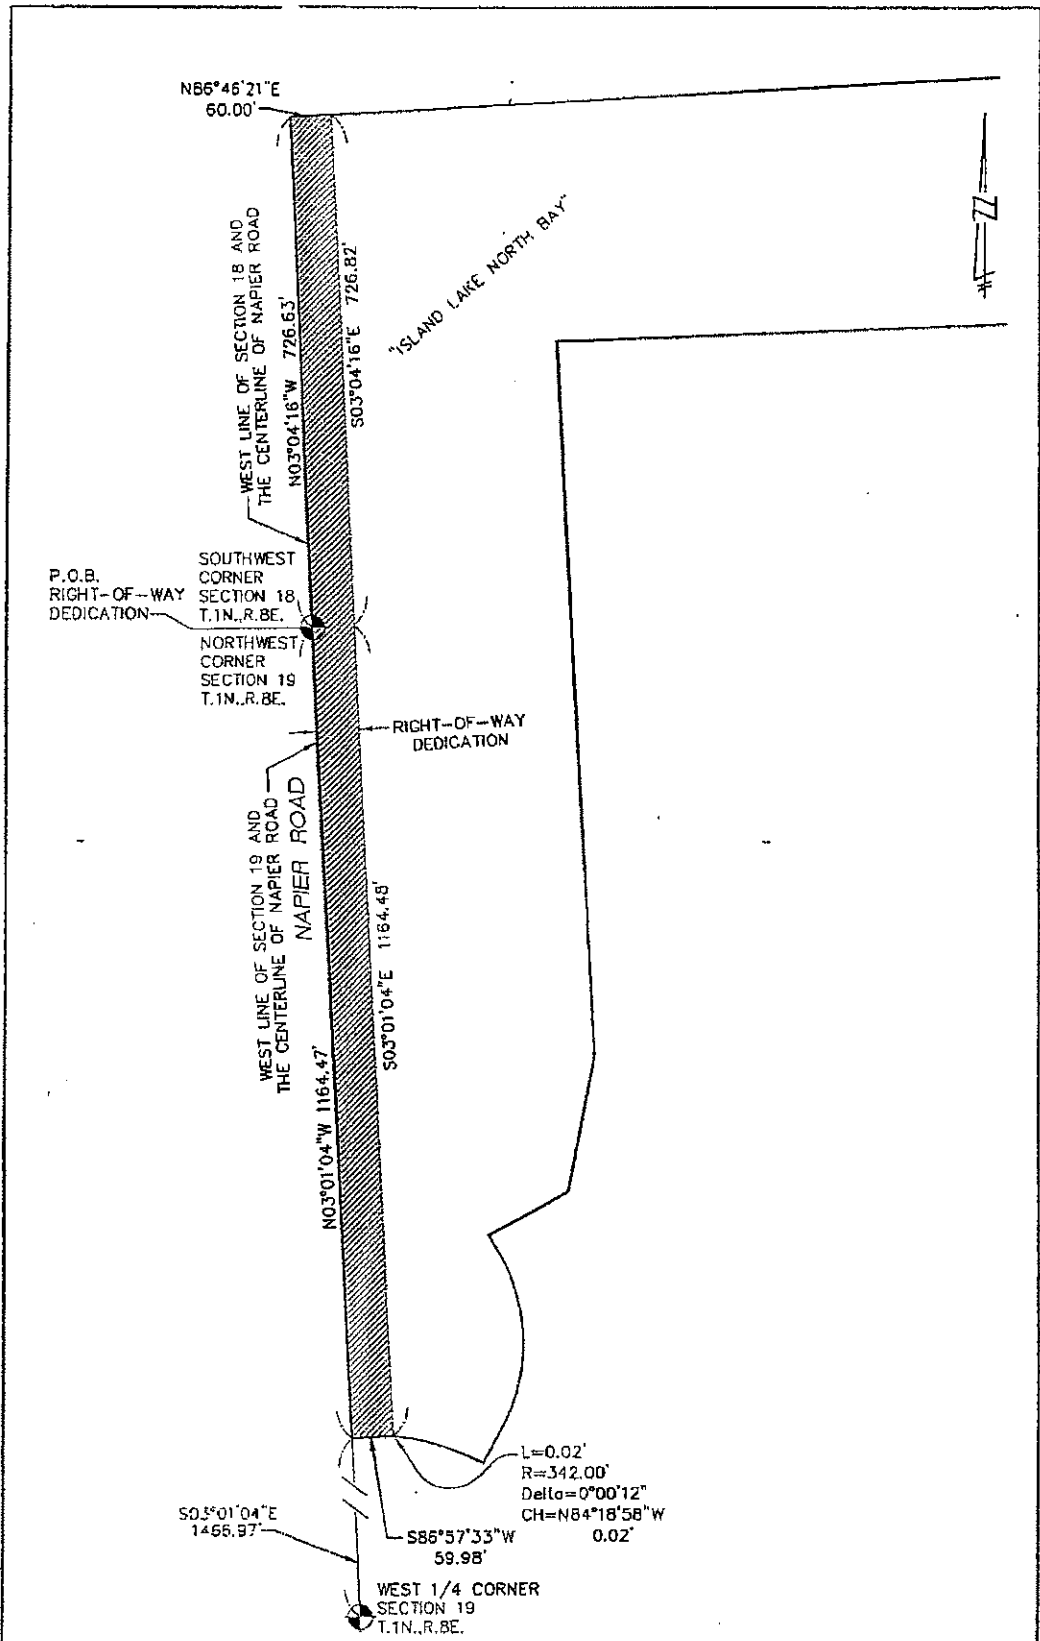 N86°46'21"E
60.00'
WEST LINE OF SECTION 18 AND
THE CENTERLINE OF NAPIER ROAD
N03°04'16"W 726.63'
S03°04'16"E 726.82'
"ISLAND LAKE NORTH BAY"
N
P.O.B.
RIGHT-OF-WAY
DEDICATION
SOUTHWEST
CORNER
SECTION 18
T.1N.,R.8E.
NORTHWEST
CORNER
SECTION 19
T.1N.,R.8E.
RIGHT-OF-WAY
DEDICATION
WEST LINE OF SECTION 19 AND
THE CENTERLINE OF NAPIER ROAD
NAPIER ROAD
N03°01'04"W 1164.47'
S03°01'04"E 1164.48'
L=0.02'
R=342.00'
Delta=0°00'12"
CH=N84°18'58"W
0.02'
S03°01'04"E
1466.97'
S86°57'33"W
59.98'
WEST 1/4 CORNER
SECTION 19
T.1N.,R.8E.